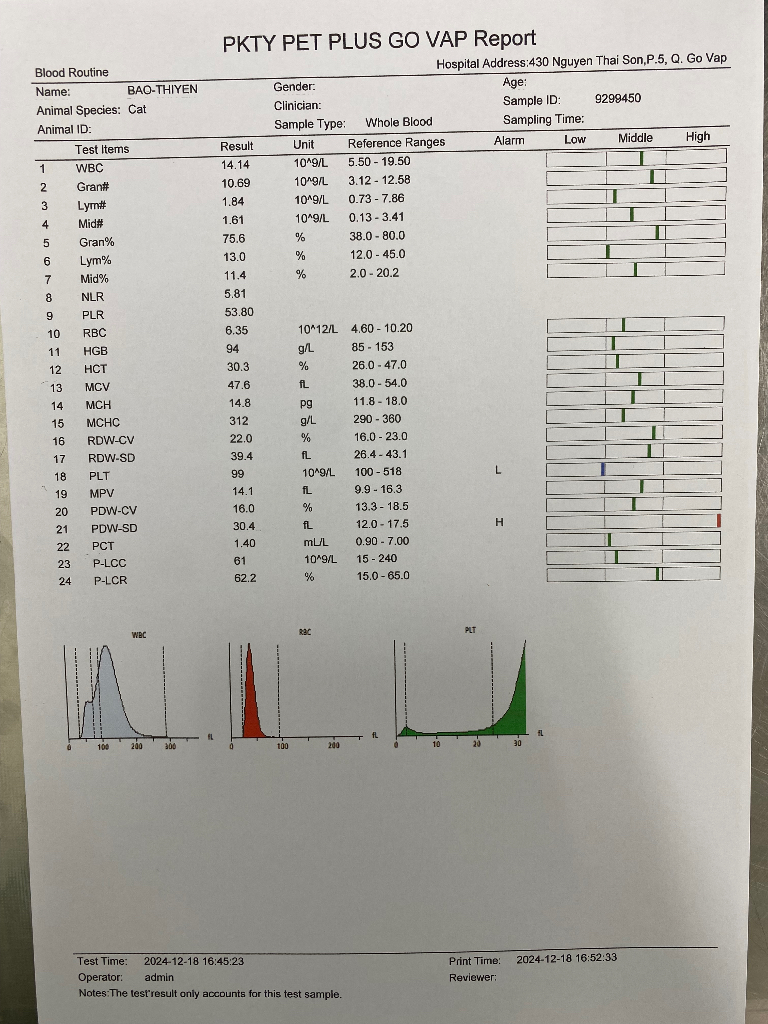 PKTY PET PLUS GO VAP Report
Hospital Address:430 Nguyen Thai Son,P.5, Q. Go Vap
Blood Routine
Name: BAO-THIYEN Gender: Age:
Animal Species: Cat Clinician: Sample ID: 9299450
Animal ID: Sample Type: Whole Blood Sampling Time:
Test Items Result Unit Reference Ranges Alarm Low Middle High
1 WBC 14.14 10^9/L 5.50 - 19.50
2 Gran# 10.69 10^9/L 3.12 - 12.58
3 Lym# 1.84 10^9/L 0.73 - 7.86
4 Mid# 1.61 10^9/L 0.13 - 3.41
5 Gran% 75.6 % 38.0 - 80.0
6 Lym% 13.0 % 12.0 - 45.0
7 Mid% 11.4 % 2.0 - 20.2
8 NLR 5.81
9 PLR 53.80
10 RBC 6.35 10^12/L 4.60 - 10.20
11 HGB 94 g/L 85 - 153
12 HCT 30.3 % 26.0 - 47.0
13 MCV 47.6 fL 38.0 - 54.0
14 MCH 14.8 pg 11.8 - 18.0
15 MCHC 312 g/L 290 - 360
16 RDW-CV 22.0 % 16.0 - 23.0
17 RDW-SD 39.4 fL 26.4 - 43.1
18 PLT 99 10^9/L 100 - 518 L
19 MPV 14.1 fL 9.9 - 16.3
20 PDW-CV 16.0 % 13.3 - 18.5
21 PDW-SD 30.4 fL 12.0 - 17.5 H
22 PCT 1.40 mL/L 0.90 - 7.00
23 P-LCC 61 10^9/L 15 - 240
24 P-LCR 62.2 % 15.0 - 65.0
WBC RBC PLT
0 100 200 300 fL 0 100 200 fL 0 10 20 30 fL
Test Time: 2024-12-18 16:45:23 Print Time: 2024-12-18 16:52:33
Operator: admin Reviewer:
Notes:The test result only accounts for this test sample.